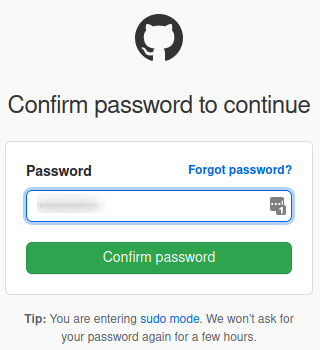 Confirm password to continue
Password Forgot password?
1
Confirm password
Tip: You are entering sudo mode. We won't ask for
your password again for a few hours.